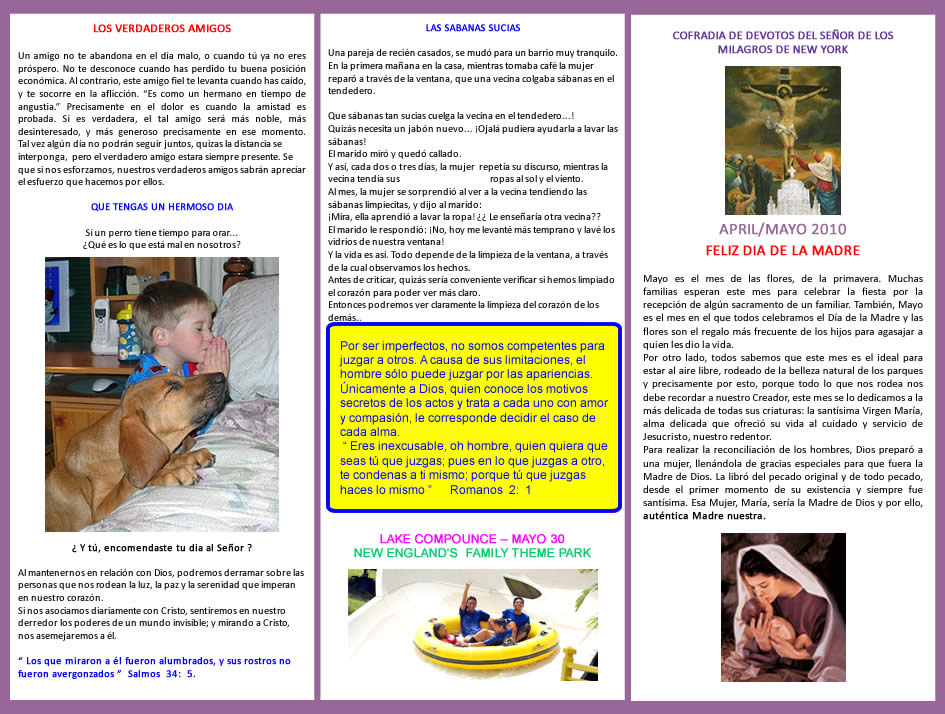 LOS VERDADEROS AMIGOS
Un amigo no te abandona en el día malo, o cuando tú ya no eres
próspero. No te desconoce cuando has perdido tu buena posición
económica. Al contrario, este amigo fiel te levanta cuando has caído,
y te socorre en la aflicción. “Es como un hermano en tiempo de
angustia.” Precisamente en el dolor es cuando la amistad es
probada. Si es verdadera, el tal amigo será más noble, más
desinteresado, y más generoso precisamente en ese momento.
Tal vez algún día no podrán seguir juntos, quizas la distancia se
interponga, pero el verdadero amigo estara siempre presente. Se
que si nos esforzamos, nuestros verdaderos amigos sabrán apreciar
el esfuerzo que hacemos por ellos.
QUE TENGAS UN HERMOSO DIA
Si un perro tiene tiempo para orar...
¿Qué es lo que está mal en nosotros?
¿ Y tú, encomendaste tu dia al Señor ?
Al mantenernos en relación con Dios, podremos derramar sobre las
personas que nos rodean la luz, la paz y la serenidad que imperan
en nuestro corazón.
Si nos asociamos diariamente con Cristo, sentiremos en nuestro
derredor los poderes de un mundo invisible; y mirando a Cristo,
nos asemejaremos a él.
“ Los que miraron a él fueron alumbrados, y sus rostros no
fueron avergonzados ” Salmos 34: 5.
LAS SABANAS SUCIAS
Una pareja de recién casados, se mudó para un barrio muy tranquilo.
En la primera mañana en la casa, mientras tomaba café la mujer
reparó a través de la ventana, que una vecina colgaba sábanas en el
tendedero.
Que sábanas tan sucias cuelga la vecina en el tendedero...!
Quizás necesita un jabón nuevo... ¡Ojalá pudiera ayudarla a lavar las
sábanas!
El marido miró y quedó callado.
Y así, cada dos o tres días, la mujer repetía su discurso, mientras la
vecina tendía sus ropas al sol y el viento.
Al mes, la mujer se sorprendió al ver a la vecina tendiendo las
sábanas limpiecitas, y dijo al marido:
¡Mira, ella aprendió a lavar la ropa! ¿¿ Le enseñaría otra vecina??
El marido le respondió: ¡No, hoy me levanté más temprano y lavé los
vidrios de nuestra ventana!
Y la vida es así. Todo depende de la limpieza de la ventana, a través
de la cual observamos los hechos.
Antes de criticar, quizás seria conveniente verificar si hemos limpiado
el corazón para poder ver más claro.
Entonces podremos ver claramente la limpieza del corazón de los
demás..
Por ser imperfectos, no somos competentes para
juzgar a otros. A causa de sus limitaciones, el
hombre sólo puede juzgar por las apariencias.
Únicamente a Dios, quien conoce los motivos
secretos de los actos y trata a cada uno con amor
y compasión, le corresponde decidir el caso de
cada alma.
“ Eres inexcusable, oh hombre, quien quiera que
seas tú que juzgas; pues en lo que juzgas a otro,
te condenas a ti mismo; porque tú que juzgas
haces lo mismo ” Romanos 2: 1
LAKE COMPOUNCE – MAYO 30
NEW ENGLAND'S FAMILY THEME PARK
COFRADIA DE DEVOTOS DEL SEÑOR DE LOS
MILAGROS DE NEW YORK
APRIL/MAYO 2010
FELIZ DIA DE LA MADRE
Mayo es el mes de las flores, de la primavera. Muchas
familias esperan este mes para celebrar la fiesta por la
recepción de algún sacramento de un familiar. También, Mayo
es el mes en el que todos celebramos el Día de la Madre y las
flores son el regalo más frecuente de los hijos para agasajar a
quien les dio la vida.
Por otro lado, todos sabemos que este mes es el ideal para
estar al aire libre, rodeado de la belleza natural de los parques
y precisamente por esto, porque todo lo que nos rodea nos
debe recordar a nuestro Creador, este mes se lo dedicamos a la
más delicada de todas sus criaturas: la santísima Virgen María,
alma delicada que ofreció su vida al cuidado y servicio de
Jesucristo, nuestro redentor.
Para realizar la reconciliación de los hombres, Dios preparó a
una mujer, llenándola de gracias especiales para que fuera la
Madre de Dios. La libró del pecado original y de todo pecado,
desde el primer momento de su existencia y siempre fue
santísima. Esa Mujer, María, sería la Madre de Dios y por ello,
auténtica Madre nuestra.